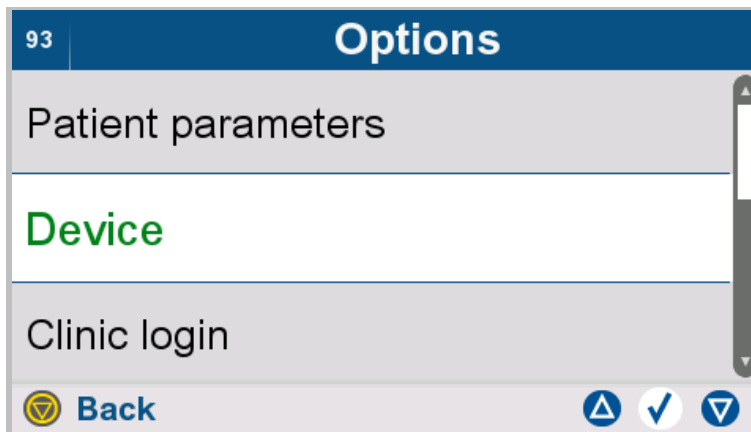 93
Options
Patient parameters
Device
Clinic login
Back